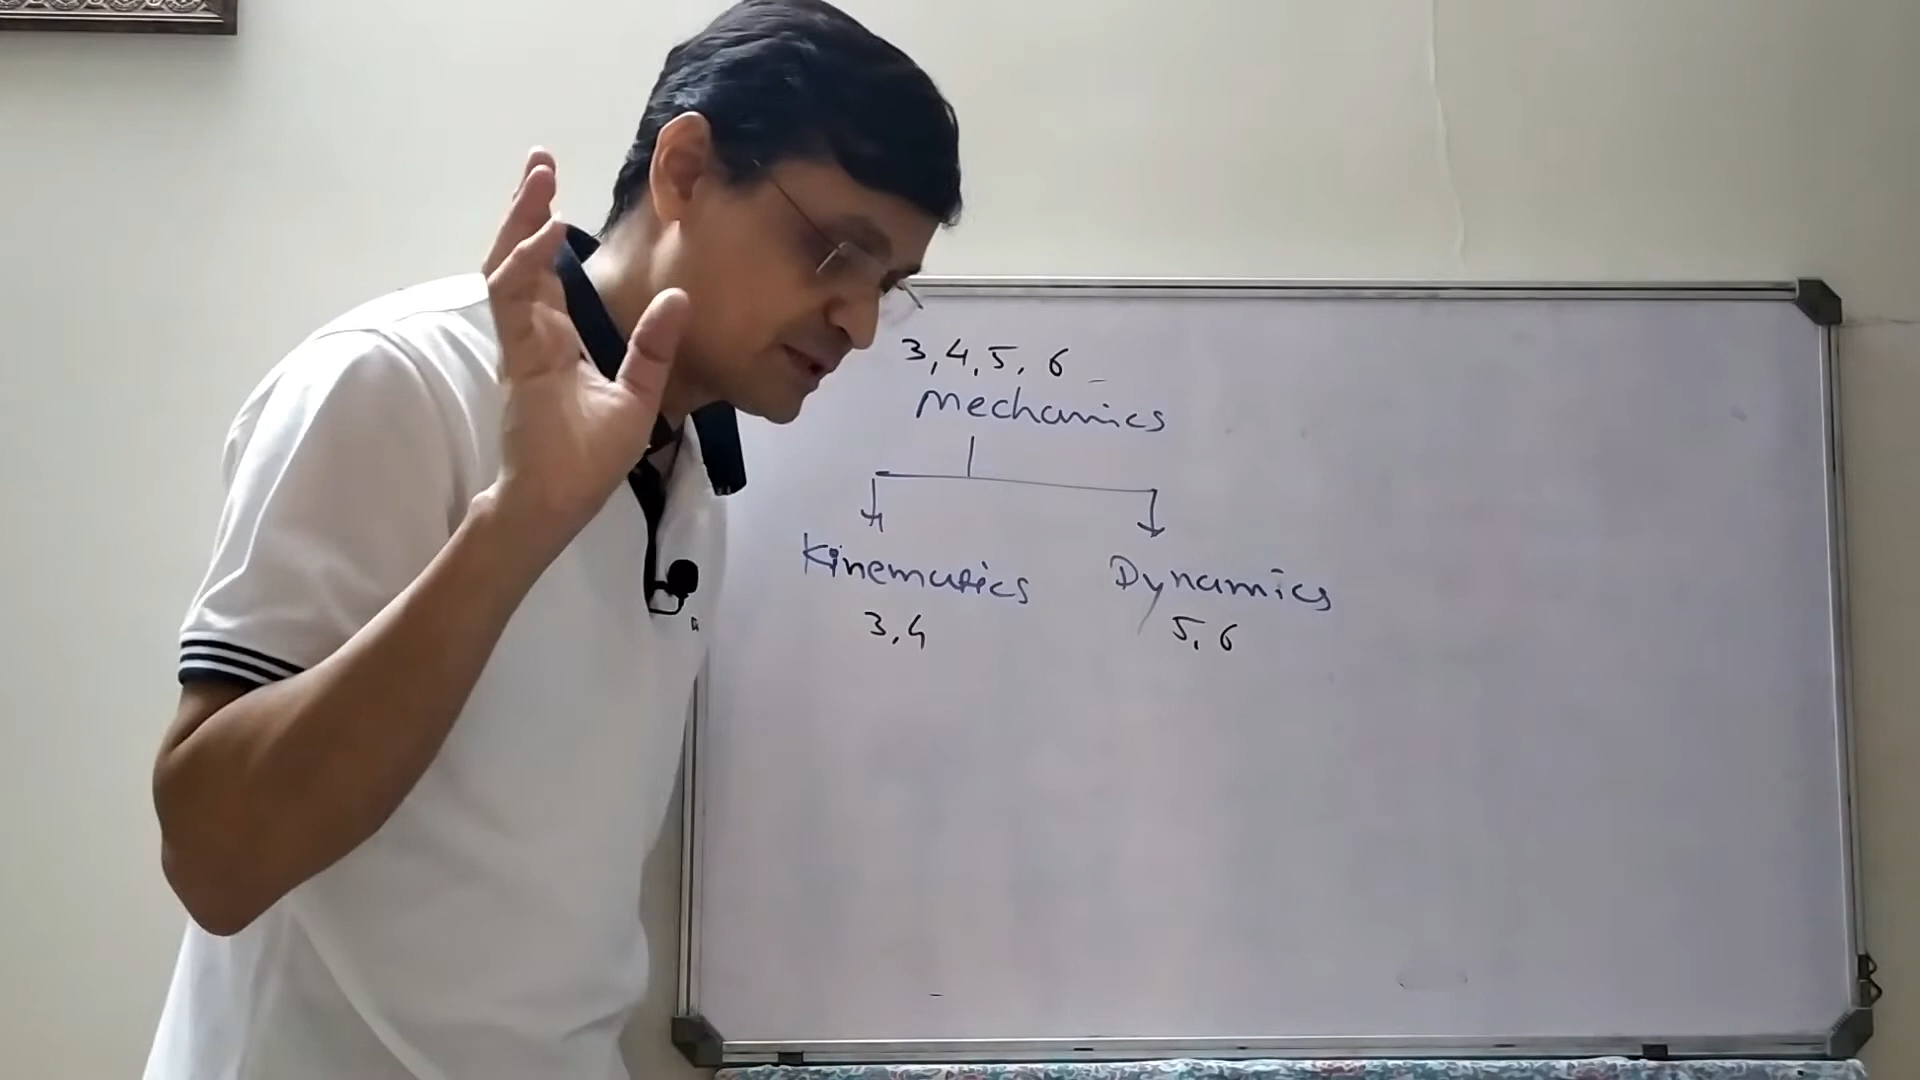 3, 4, 5, 6
Mechanics
Kinematics Dynamics
3, 4 5, 6